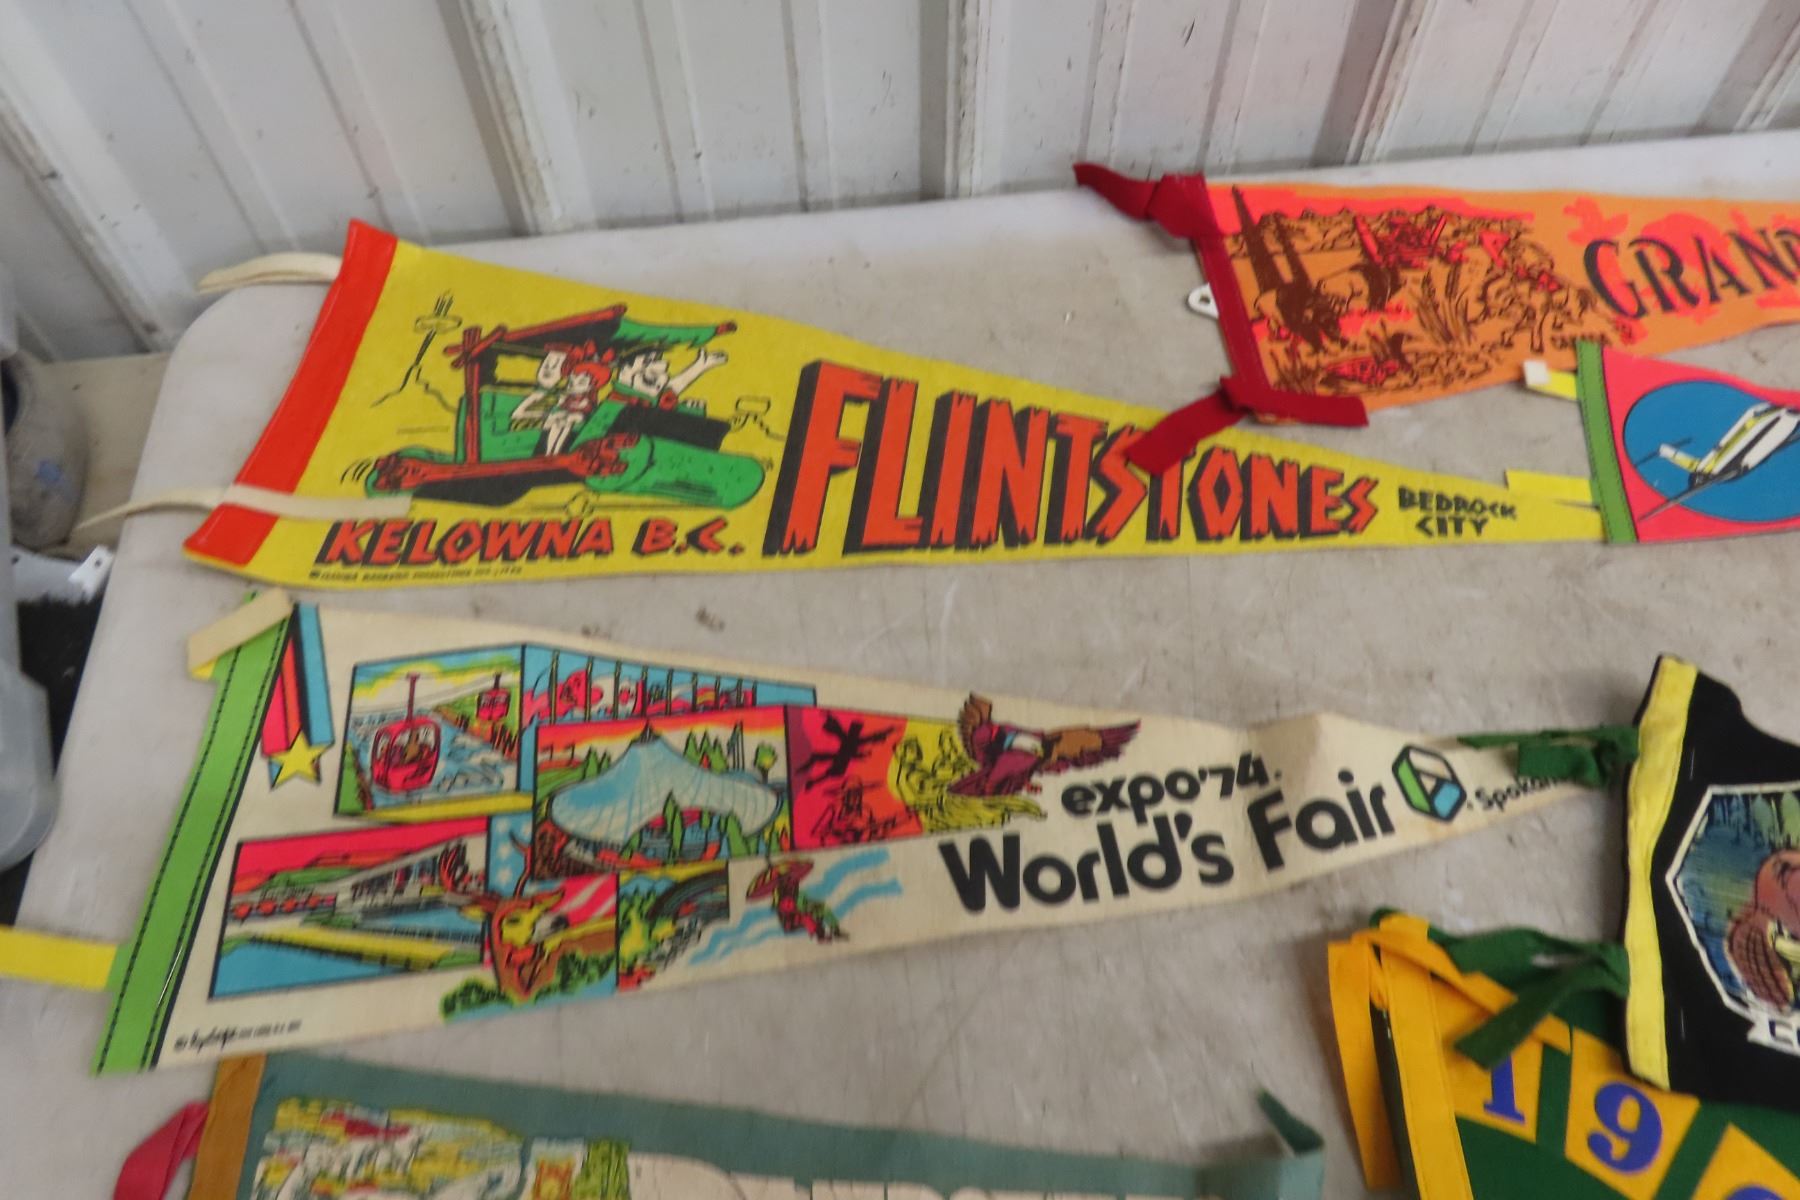 GRAN
FLINTSTONES
BEDROCK
CITY
KELOWNA B.C.
expo'74.
World's Fair
19